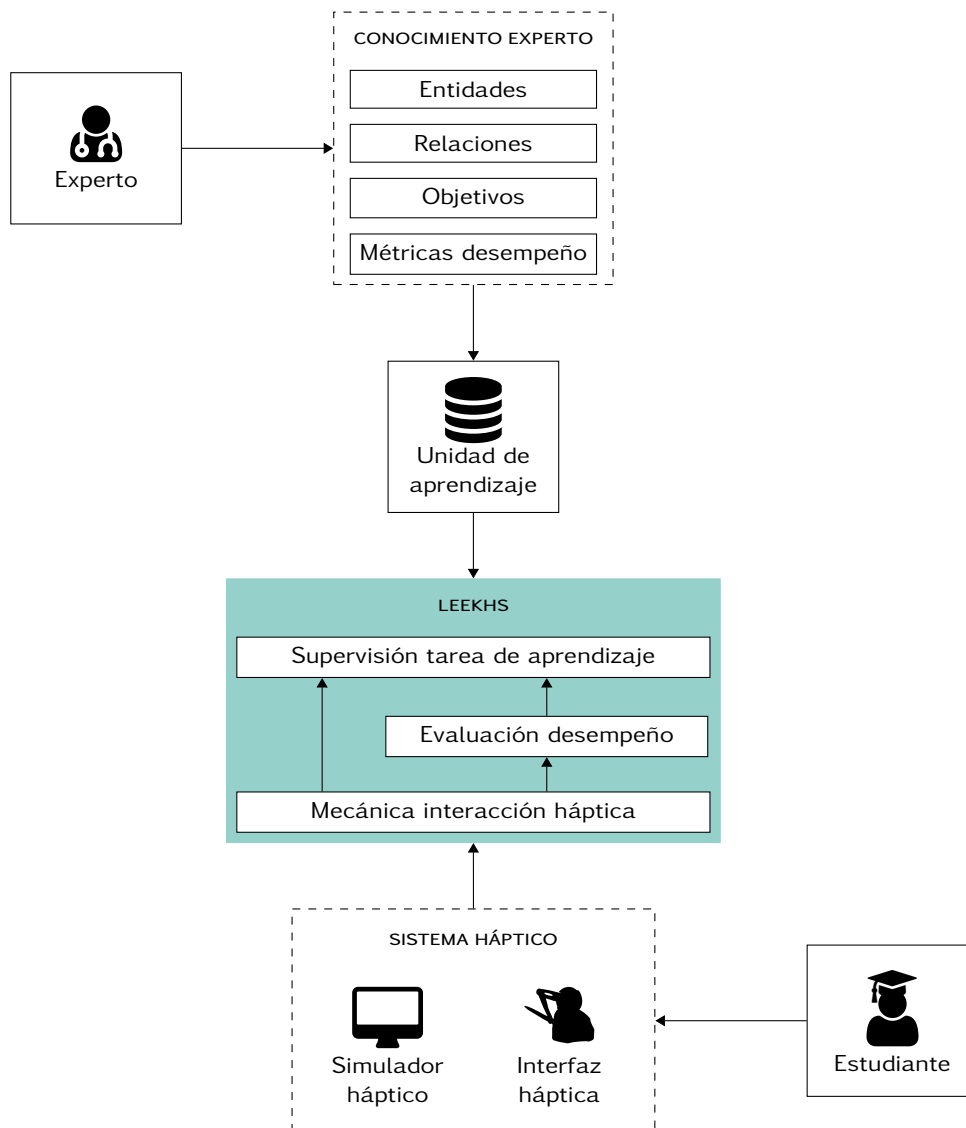 CONOCIMIENTO EXPERTO
Entidades
Relaciones
Objetivos
Métricas desempeño
Experto
Unidad de
aprendizaje
LEEKHS
Supervisión tarea de aprendizaje
Evaluación desempeño
Mecánica interacción háptica
SISTEMA HÁPTICO
Simulador
háptico
Interfaz
háptica
Estudiante